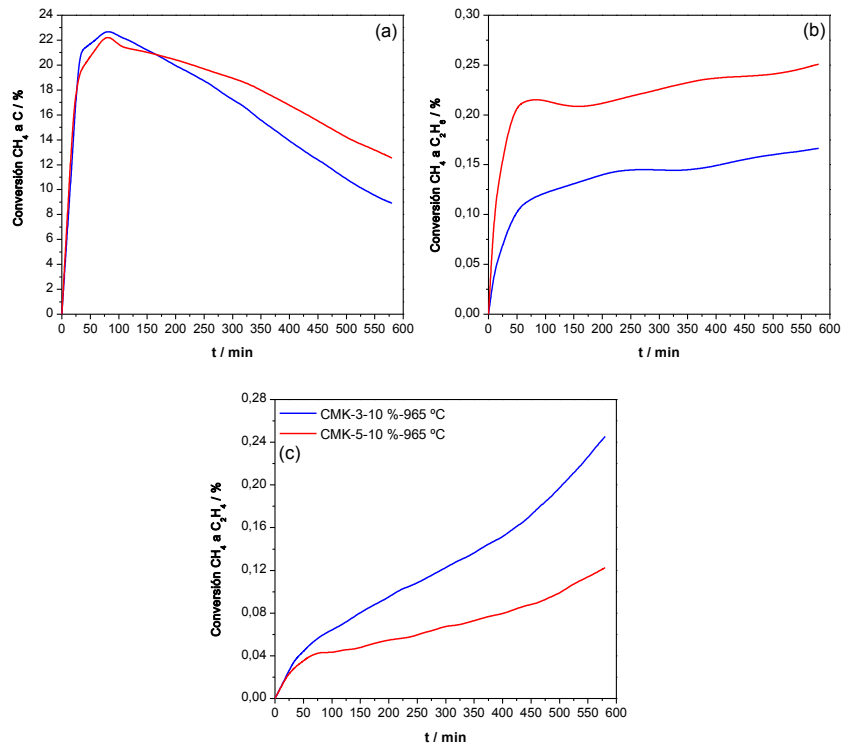 (a)
Conversión CH₄ a C / %
24
22
20
18
16
14
12
10
8
6
4
2
0
0 50 100 150 200 250 300 350 400 450 500 550 600
t / min
(b)
Conversión CH₄ a C₂H₆ / %
0,30
0,25
0,20
0,15
0,10
0,05
0,00
0 50 100 150 200 250 300 350 400 450 500 550 600
t / min
CMK-3-10 %-965 ºC
CMK-5-10 %-965 ºC
(c)
Conversión CH₄ a C₂H₄ / %
0,28
0,24
0,20
0,16
0,12
0,08
0,04
0,00
0 50 100 150 200 250 300 350 400 450 500 550 600
t / min